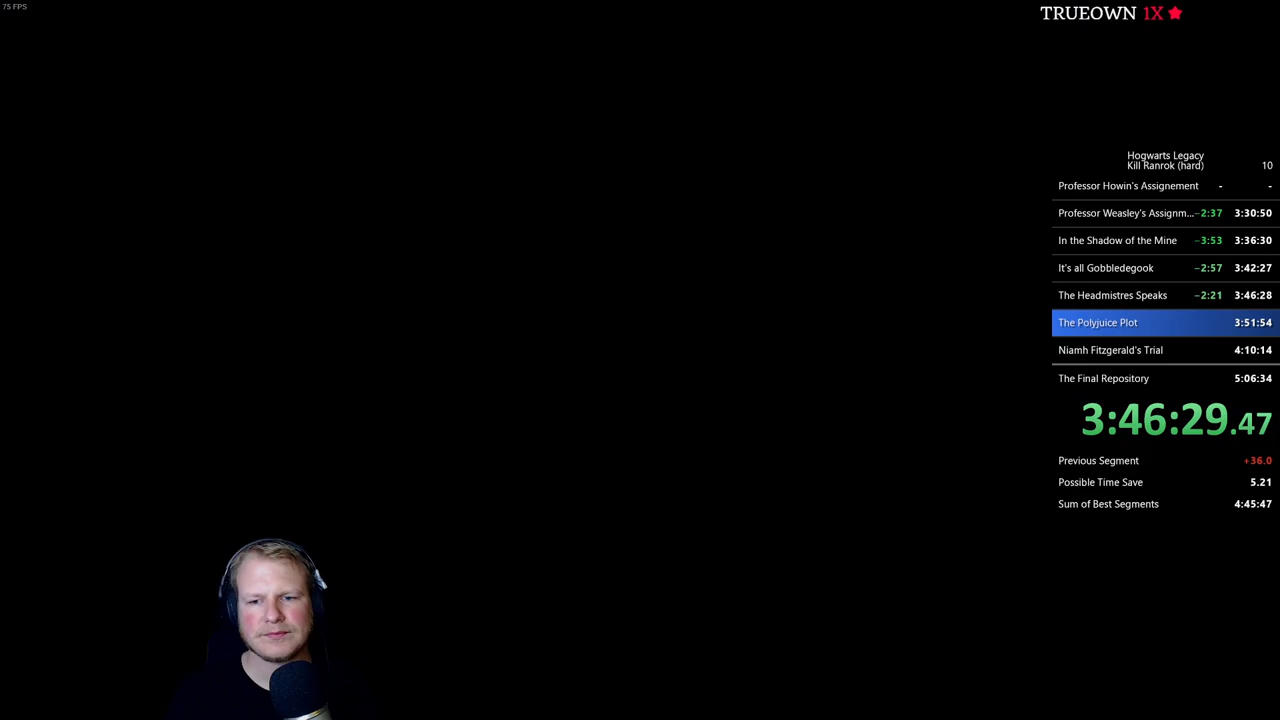 75 FPS
TRUEOWN 1X
Hogwarts Legacy
Kill Ranrok (hard) 10
Professor Howin's Assignement - -
Professor Weasley's Assignm... −2:37 3:30:50
In the Shadow of the Mine −3:53 3:36:30
It's all Gobbledegook −2:57 3:42:27
The Headmistres Speaks −2:21 3:46:28
The Polyjuice Plot 3:51:54
Niamh Fitzgerald's Trial 4:10:14
The Final Repository 5:06:34
3:46:29.47
Previous Segment +36.0
Possible Time Save 5.21
Sum of Best Segments 4:45:47